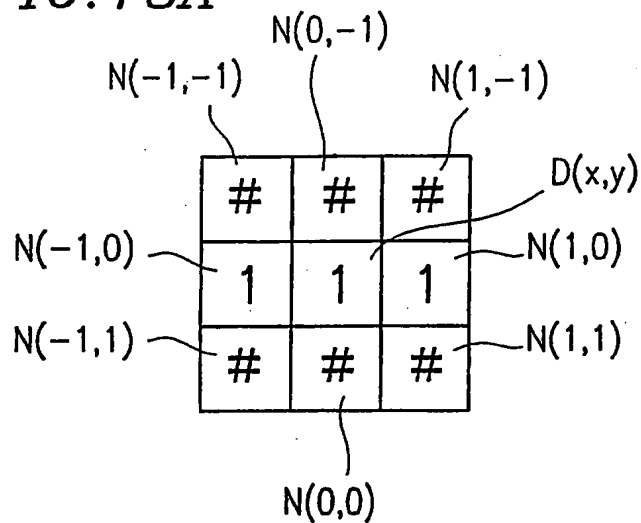 N(0,-1)
N(-1,-1) N(1,-1)
# # # D(x,y)
N(-1,0) 1 1 1 N(1,0)
N(-1,1) # # # N(1,1)
N(0,0)